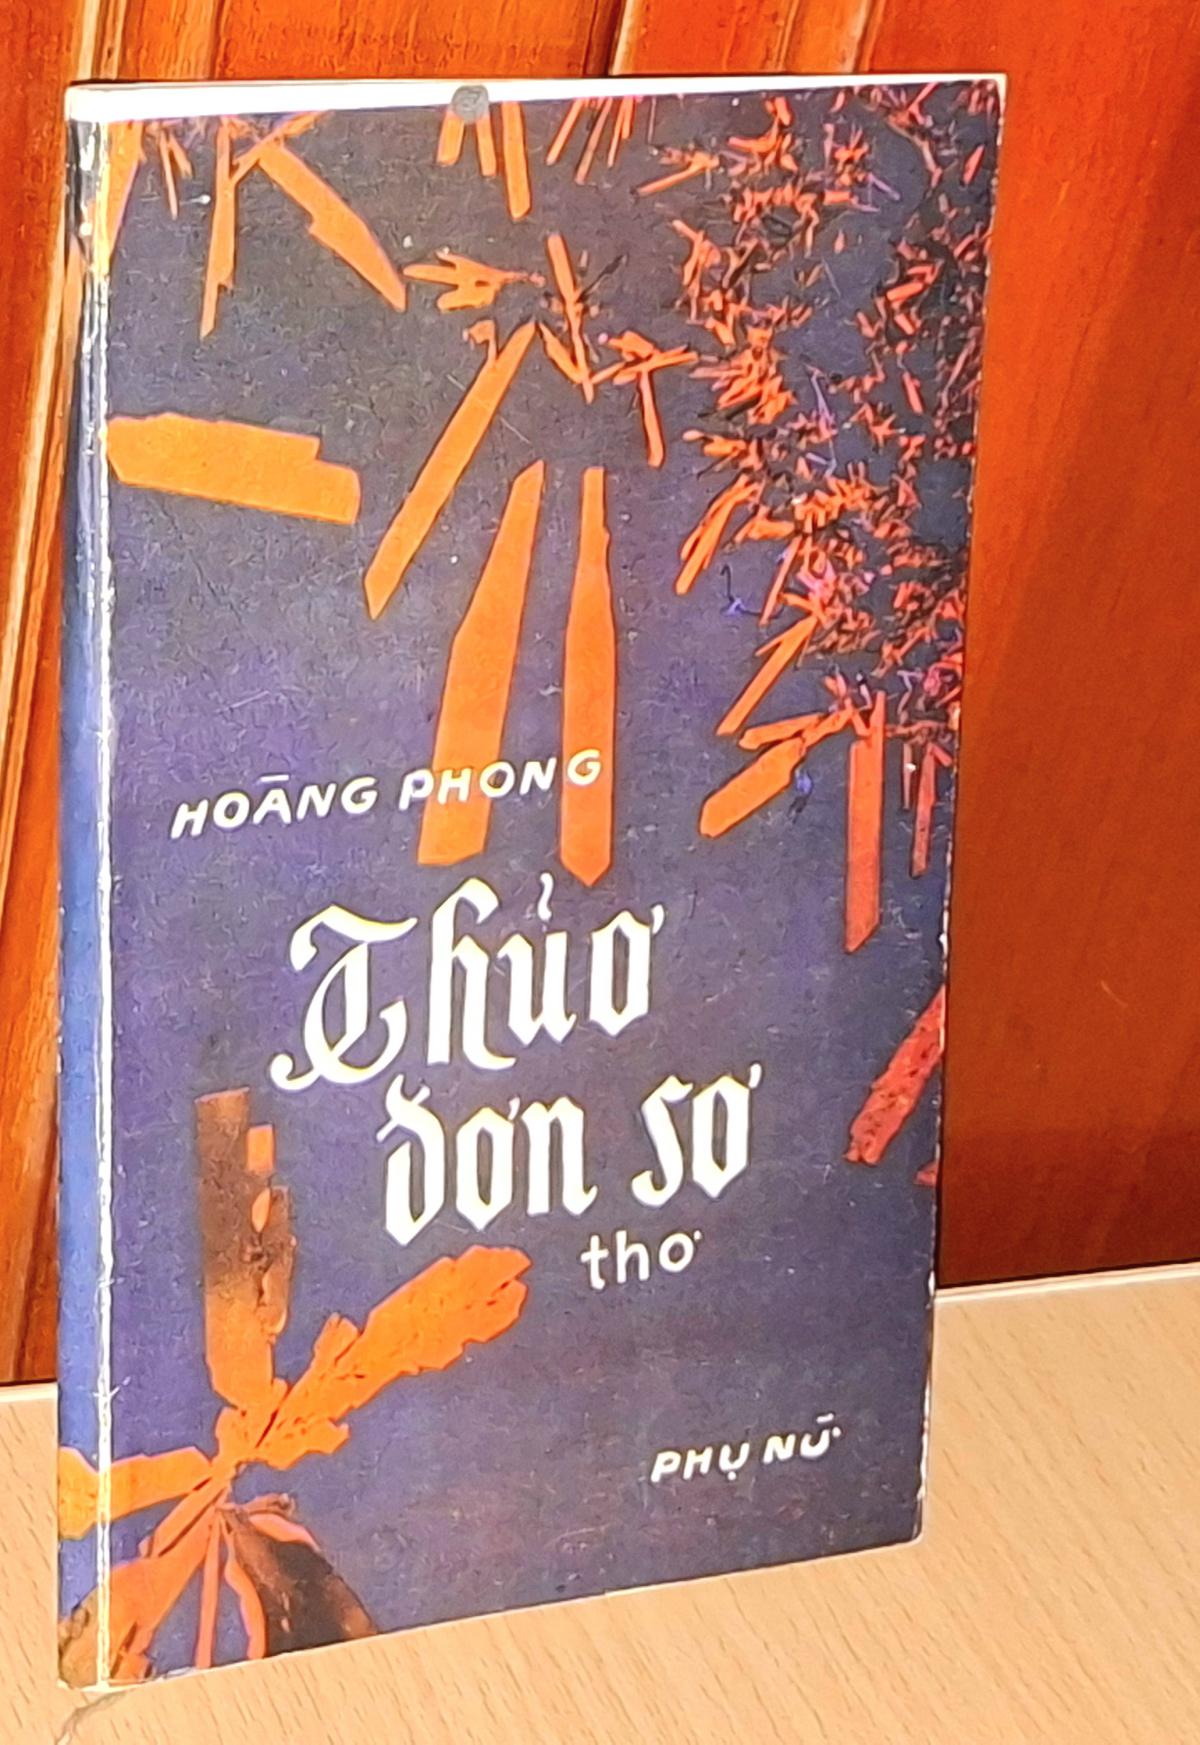 HOÀNG PHONG
Thuở
đơn sơ
thơ
PHỤ NỮ